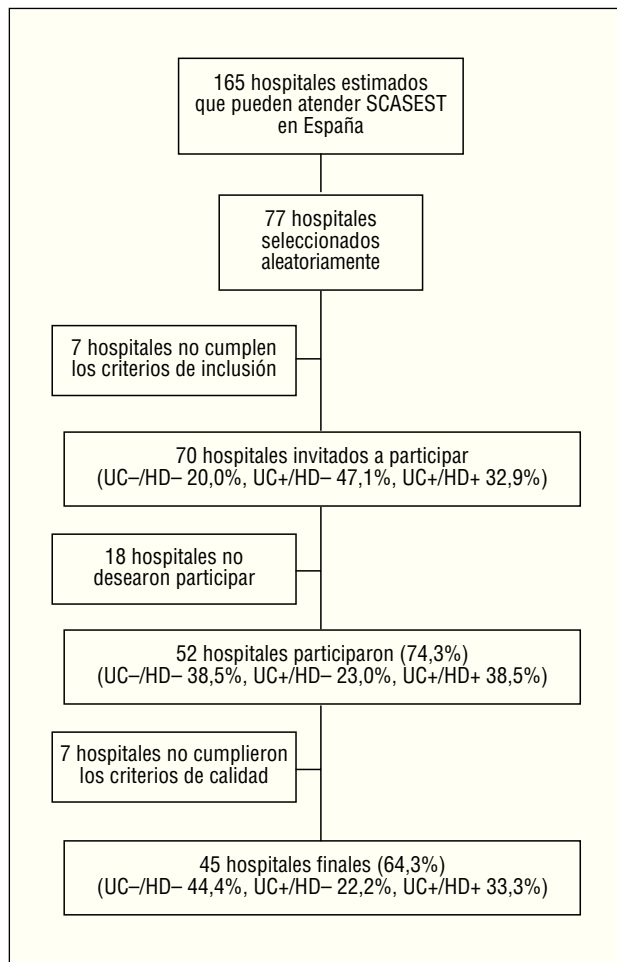 165 hospitales estimados
que pueden atender SCASEST
en España
77 hospitales
seleccionados
aleatoriamente
7 hospitales no cumplen
los criterios de inclusión
70 hospitales invitados a participar
(UC–/HD– 20,0%, UC+/HD– 47,1%, UC+/HD+ 32,9%)
18 hospitales no
desearon participar
52 hospitales participaron (74,3%)
(UC–/HD– 38,5%, UC+/HD– 23,0%, UC+/HD+ 38,5%)
7 hospitales no cumplieron
los criterios de calidad
45 hospitales finales (64,3%)
(UC–/HD– 44,4%, UC+/HD– 22,2%, UC+/HD+ 33,3%)